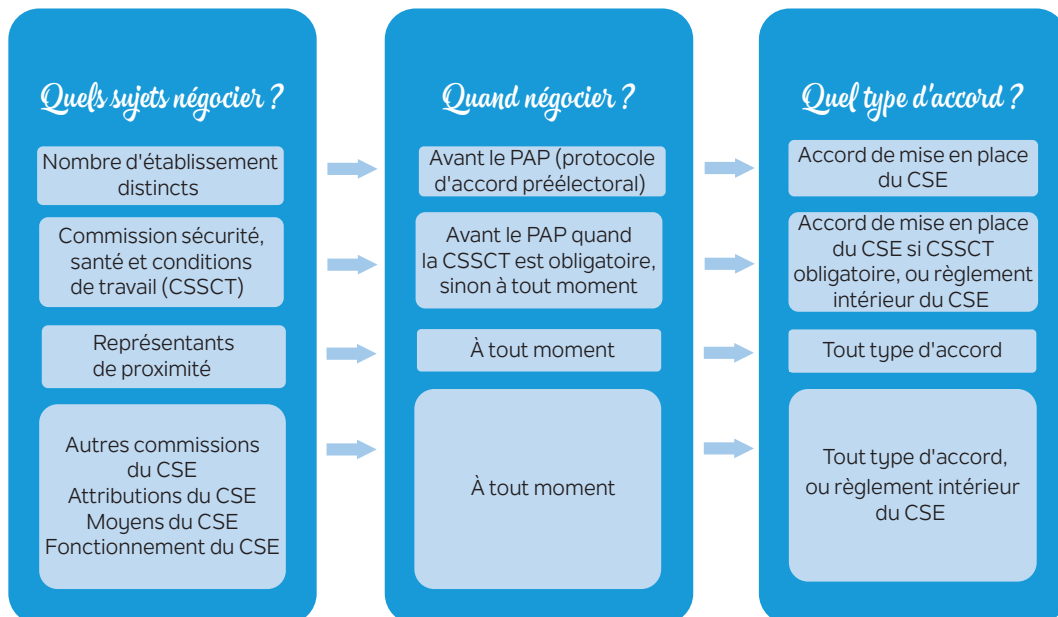 Quels sujets négocier ?
Nombre d'établissement
distincts
Commission sécurité,
santé et conditions
de travail (CSSCT)
Représentants
de proximité
Autres commissions
du CSE
Attributions du CSE
Moyens du CSE
Fonctionnement du CSE
Quand négocier ?
Avant le PAP (protocole
d'accord préélectoral)
Avant le PAP quand
la CSSCT est obligatoire,
sinon à tout moment
À tout moment
À tout moment
Quel type d'accord ?
Accord de mise en place
du CSE
Accord de mise en place
du CSE si CSSCT
obligatoire, ou règlement
intérieur du CSE
Tout type d'accord
Tout type d'accord,
ou règlement intérieur
du CSE